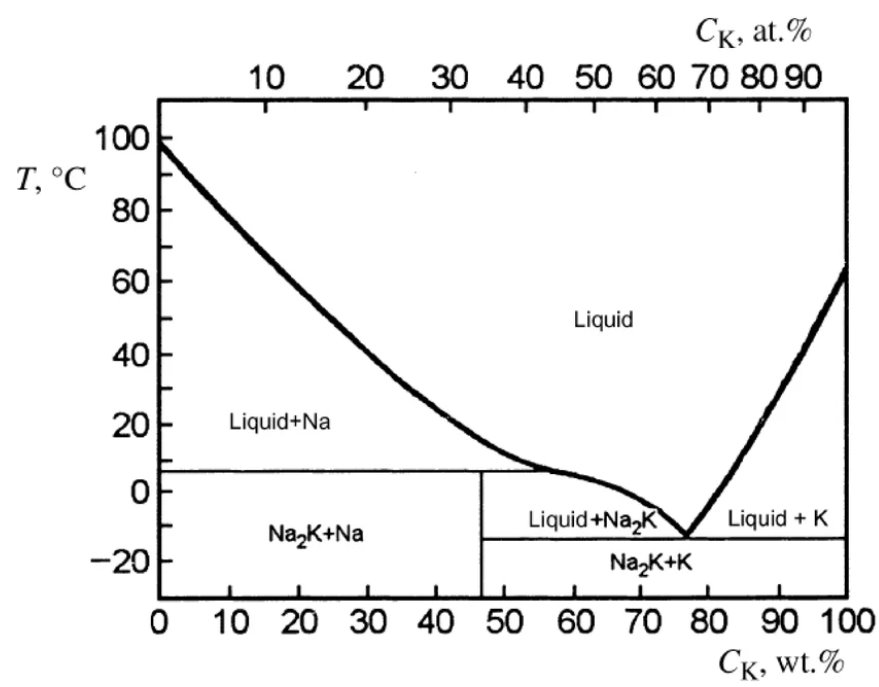 C_K, at.%
10 20 30 40 50 60 70 80 90
100
T, °C
80
60
Liquid
40
20
Liquid+Na
0
Liquid+Na₂K
Liquid + K
Na₂K+Na
−20
Na₂K+K
0 10 20 30 40 50 60 70 80 90 100
C_K, wt.%